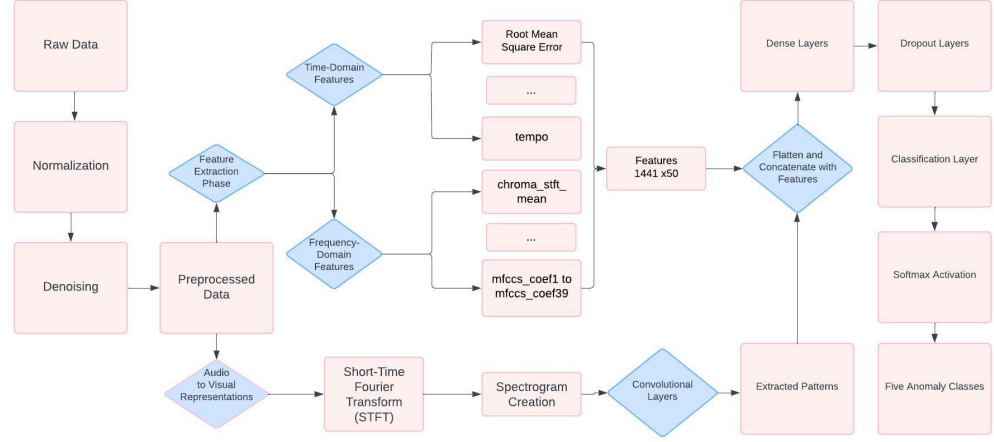 Raw Data
Normalization
Denoising
Preprocessed
Data
Feature
Extraction
Phase
Time-Domain
Features
Frequency-
Domain
Features
Root Mean
Square Error
...
tempo
chroma_stft_
mean
...
mfccs_coef1 to
mfccs_coef39
Features
1441 x50
Audio
to Visual
Representations
Short-Time
Fourier
Transform
(STFT)
Spectrogram
Creation
Convolutional
Layers
Extracted Patterns
Flatten and
Concatenate with
Features
Dense Layers
Dropout Layers
Classification Layer
Softmax Activation
Five Anomaly Classes